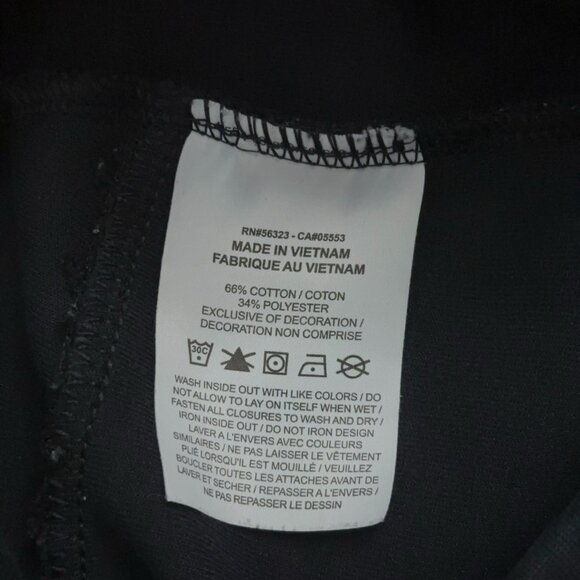 RN#56323 - CA#05553
MADE IN VIETNAM
FABRIQUE AU VIETNAM
66% COTTON / COTON
34% POLYESTER
EXCLUSIVE OF DECORATION /
DECORATION NON COMPRISE
30C
WASH INSIDE OUT WITH LIKE COLORS / DO
NOT ALLOW TO LAY ON ITSELF WHEN WET /
FASTEN ALL CLOSURES TO WASH AND DRY /
IRON INSIDE OUT / DO NOT IRON DESIGN
LAVER A L'ENVERS AVEC COULEURS
SIMILAIRES / NE PAS LAISSER LE VÊTEMENT
PLIÉ LORSQU'IL EST MOUILLÉ / VEUILLEZ
BOUCLER TOUTES LES ATTACHES AVANT DE
LAVER ET SECHER / REPASSER A L'ENVERS /
NE PAS REPASSER LE DESSIN